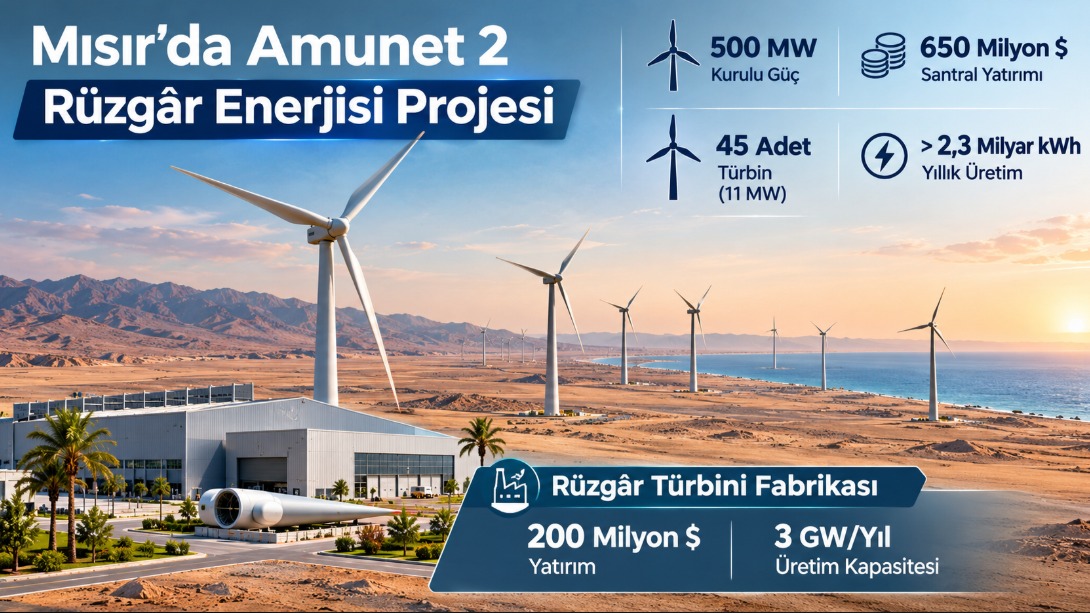 Mısır’da Amunet 2
Rüzgâr Enerjisi Projesi
500 MW
Kurulu Güç
650 Milyon $
Santral Yatırımı
45 Adet
Türbin
(11 MW)
> 2,3 Milyar kWh
Yıllık Üretim
Rüzgâr Türbini Fabrikası
200 Milyon $
Yatırım
3 GW/Yıl
Üretim Kapasitesi